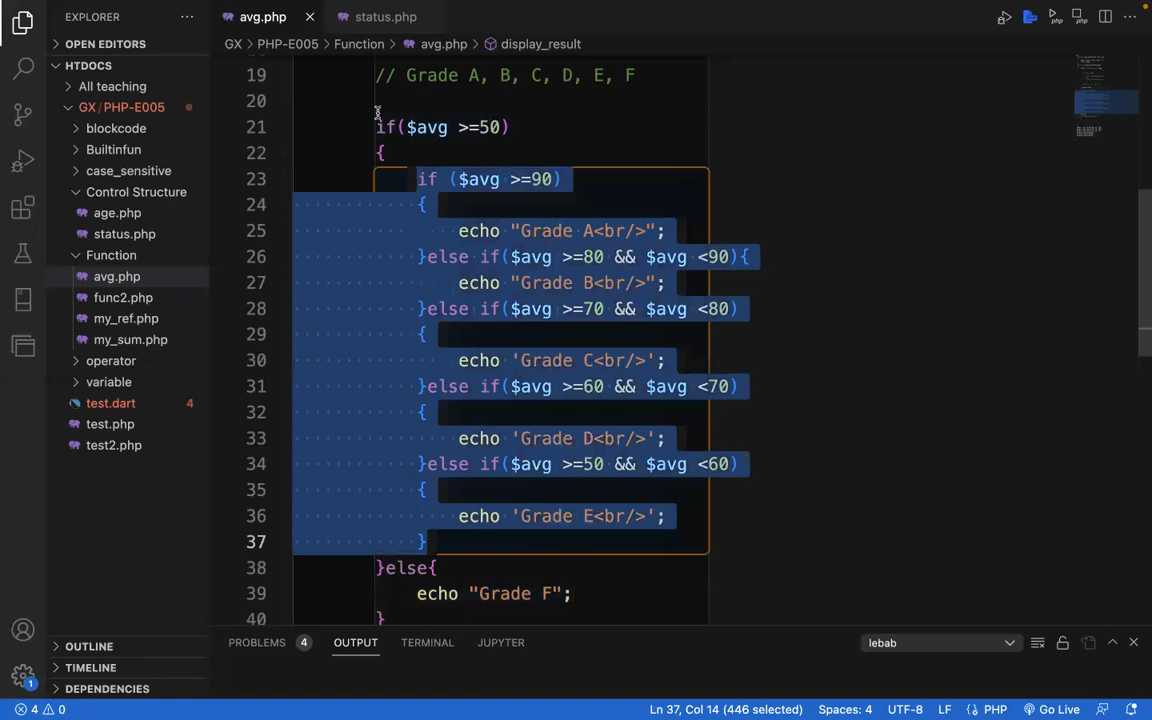 EXPLORER
avg.php
status.php
OPEN EDITORS
GX > PHP-E005 > Function > avg.php > display_result
HTDOCS
All teaching
GX / PHP-E005
blockcode
Builtinfun
case_sensitive
Control Structure
age.php
status.php
Function
avg.php
func2.php
my_ref.php
my_sum.php
operator
variable
test.dart 4
test.php
test2.php
OUTLINE
TIMELINE
DEPENDENCIES
19 // Grade A, B, C, D, E, F
20
21 if($avg >=50)
22 {
23 if ($avg >=90)
24 {
25 echo "Grade A<br/>";
26 }else if($avg >=80 && $avg <90){
27 echo "Grade B<br/>";
28 }else if($avg >=70 && $avg <80)
29 {
30 echo 'Grade C<br/>';
31 }else if($avg >=60 && $avg <70)
32 {
33 echo 'Grade D<br/>';
34 }else if($avg >=50 && $avg <60)
35 {
36 echo 'Grade E<br/>';
37 }
38 }else{
39 echo "Grade F";
40 }
PROBLEMS 4 OUTPUT TERMINAL JUPYTER
lebab
1
4 0
Ln 37, Col 14 (446 selected) Spaces: 4 UTF-8 LF {} PHP Go Live